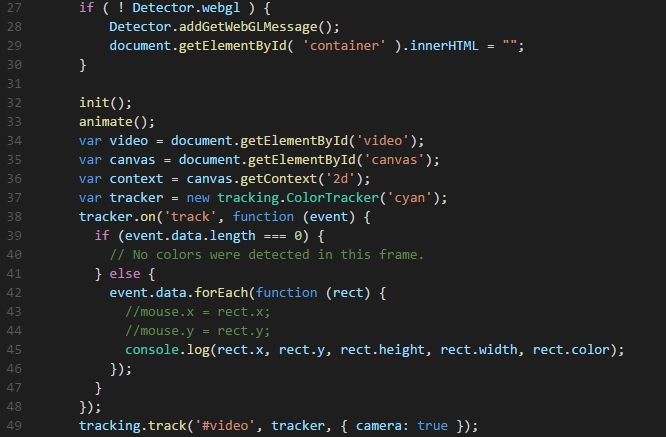 27 if ( ! Detector.webgl ) {
28 Detector.addGetWebGLMessage();
29 document.getElementById( 'container' ).innerHTML = "";
30 }
31
32 init();
33 animate();
34 var video = document.getElementById('video');
35 var canvas = document.getElementById('canvas');
36 var context = canvas.getContext('2d');
37 var tracker = new tracking.ColorTracker('cyan');
38 tracker.on('track', function (event) {
39 if (event.data.length === 0) {
40 // No colors were detected in this frame.
41 } else {
42 event.data.forEach(function (rect) {
43 //mouse.x = rect.x;
44 //mouse.y = rect.y;
45 console.log(rect.x, rect.y, rect.height, rect.width, rect.color);
46 });
47 }
48 });
49 tracking.track('#video', tracker, { camera: true });